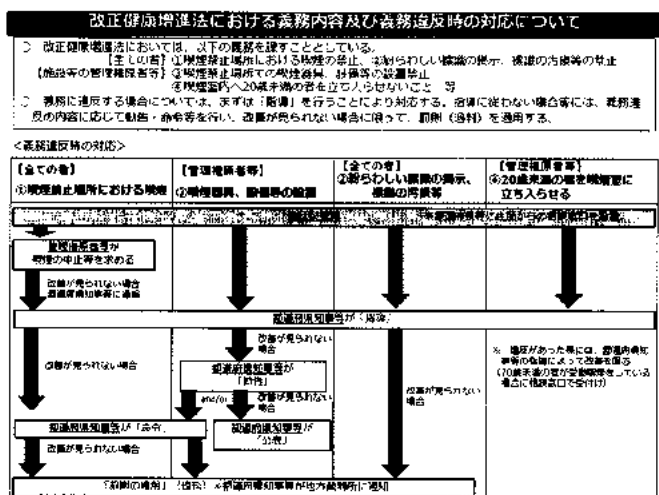 改正健康増進法における義務内容及び義務違反時の対応について
○ 改正健康増進法においては、以下の義務を課すこととしている。
【全ての者】①喫煙禁止場所における喫煙の禁止、②紛らわしい標識の掲示、標識の汚損等の禁止
【施設等の管理権原者等】③喫煙禁止場所での喫煙器具、設備等の設置禁止
④喫煙室内へ20歳未満の者を立ち入らせないこと 等
○ 義務に違反する場合については、まずは「指導」を行うことにより対応する。指導に従わない場合等には、義務違
反の内容に応じて勧告・命令等を行い、改善が見られない場合に限って、罰則（過料）を適用する。
＜義務違反時の対応＞
【全ての者】
①喫煙禁止場所における喫煙
【管理権原者等】
②喫煙器具、設備等の設置
【全ての者】
②紛らわしい標識の掲示、
標識の汚損等
【管理権原者等】
④20歳未満の者を喫煙室に
立ち入らせる
管理権原者等が
喫煙の中止等を求める
改善が見られない場合
都道府県知事等に通報
都道府県知事等が「指導」
改善が見られない場合
改善が見られない
場合
都道府県知事等が
「勧告」
and/or
改善が見られない
場合
都道府県知事等が
「公表」
改善が見られない
場合
都道府県知事等が「命令」
改善が見られない場合
「罰則の適用」（過料）※都道府県知事等が地方裁判所に通知